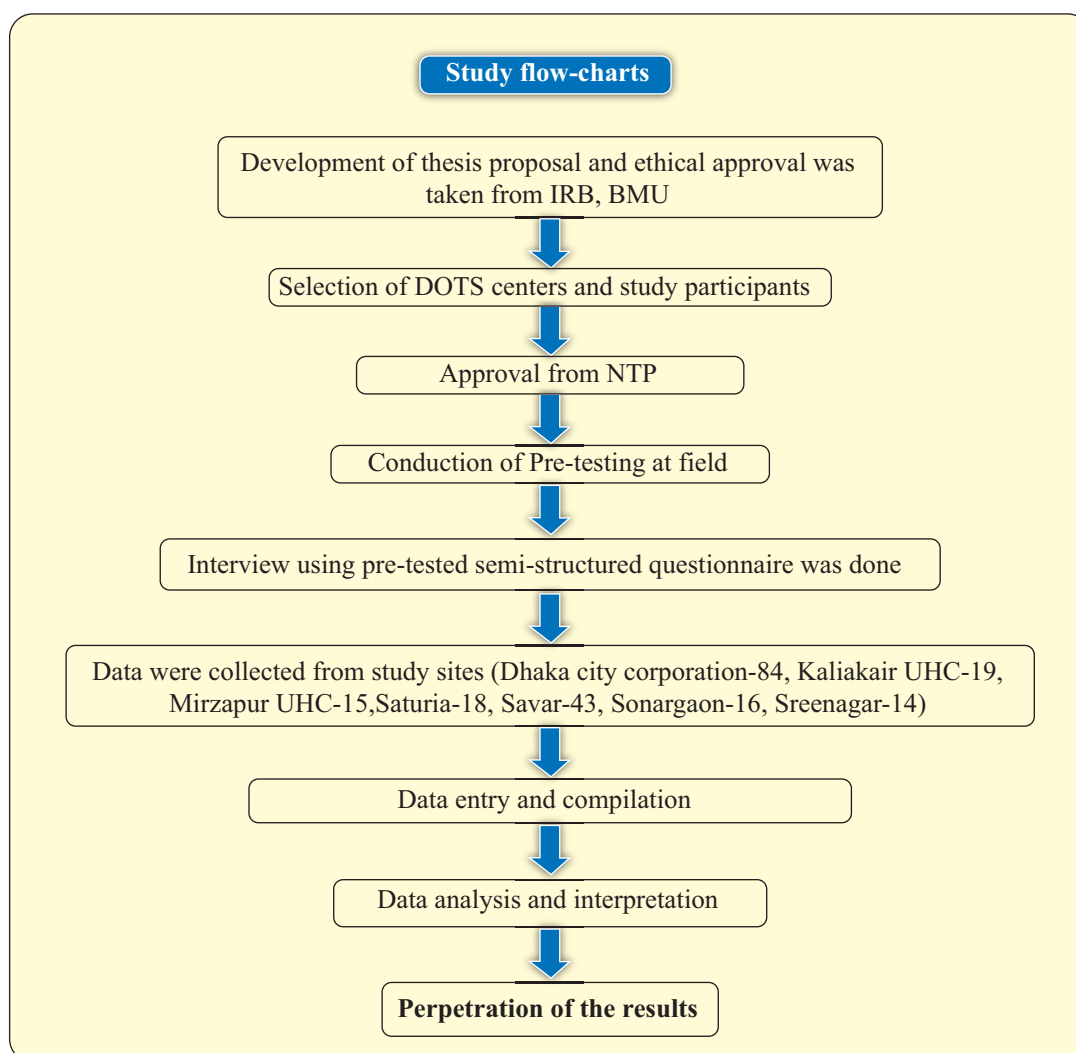 Study flow-charts
Development of thesis proposal and ethical approval was
taken from IRB, BMU
Selection of DOTS centers and study participants
Approval from NTP
Conduction of Pre-testing at field
Interview using pre-tested semi-structured questionnaire was done
Data were collected from study sites (Dhaka city corporation-84, Kaliakair UHC-19,
Mirzapur UHC-15,Saturia-18, Savar-43, Sonargaon-16, Sreenagar-14)
Data entry and compilation
Data analysis and interpretation
Perpetration of the results